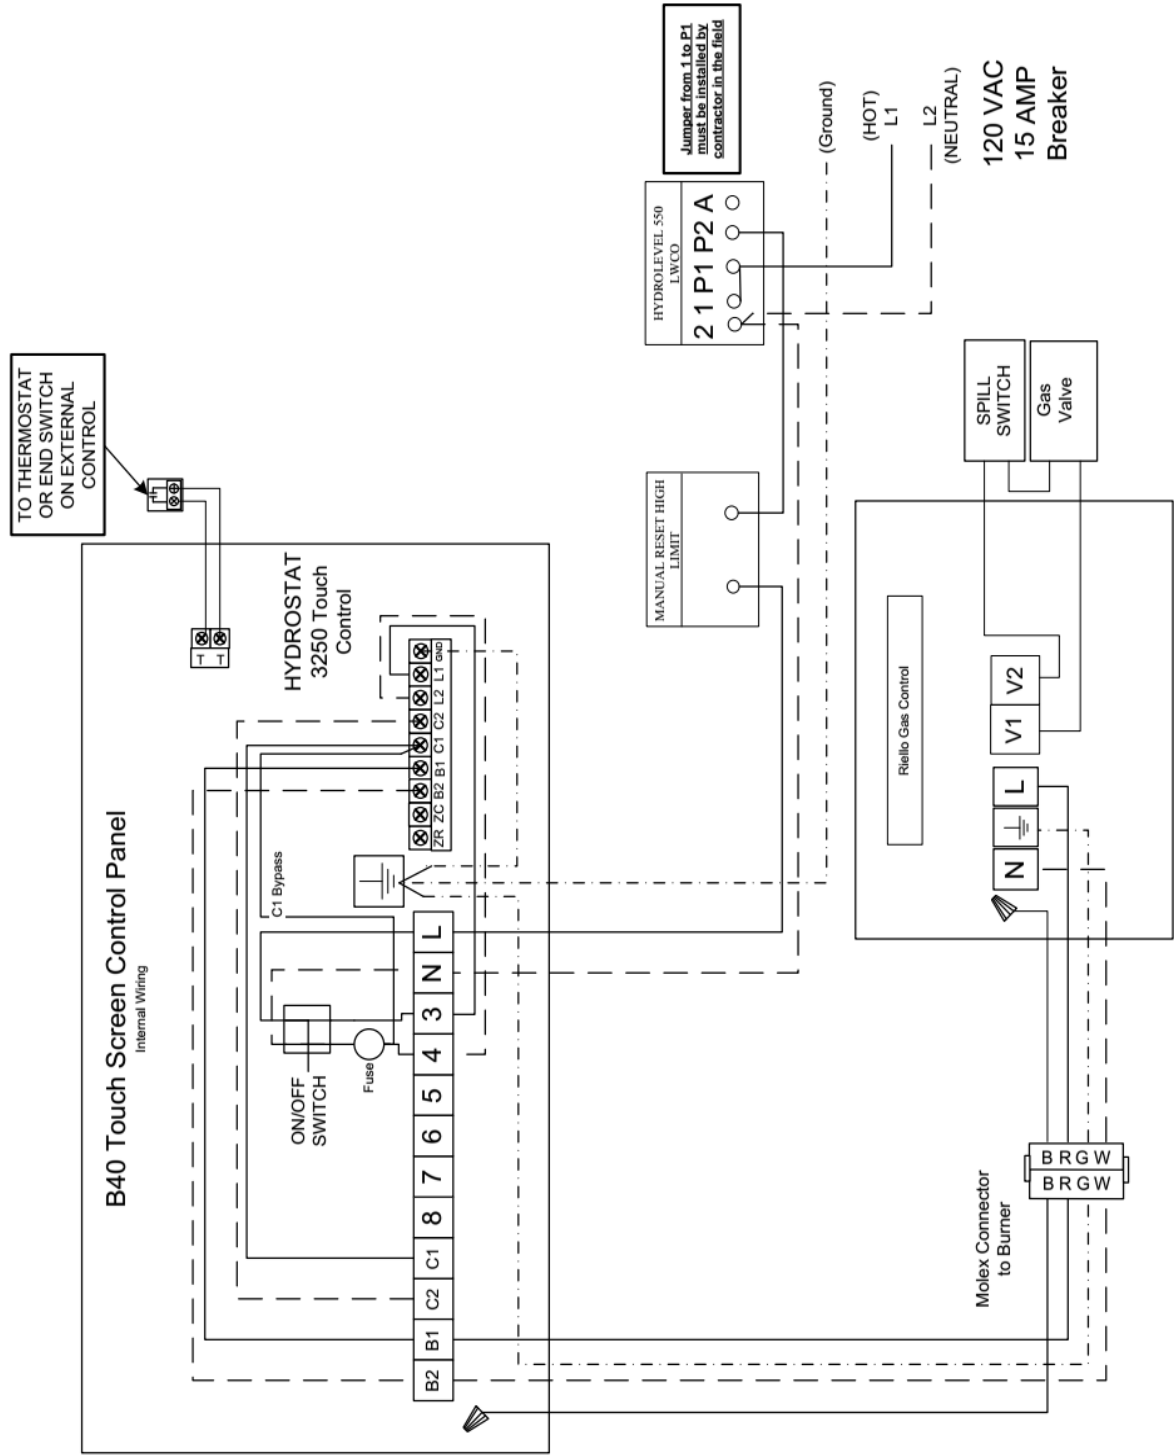 TO THERMOSTAT
OR END SWITCH
ON EXTERNAL
CONTROL
Jumper from 1 to P1
must be installed by
contractor in the field
B40 Touch Screen Control Panel
Internal Wiring
HYDROSTAT
3250 Touch
Control
T
T
ZR ZC B2 B1 C1 C2 L2 L1 GND
C1 Bypass
ON/OFF
SWITCH
Fuse
B2 B1 C2 C1 8 7 6 5 4 3 N L
HYDROLEVEL 550
LWCO
2 1 P1 P2 A
MANUAL RESET HIGH
LIMIT
(Ground)
(HOT)
L1
L2
(NEUTRAL)
120 VAC
15 AMP
Breaker
SPILL
SWITCH
Gas
Valve
Riello Gas Control
N L V1 V2
Molex Connector
to Burner
B R G W
B R G W